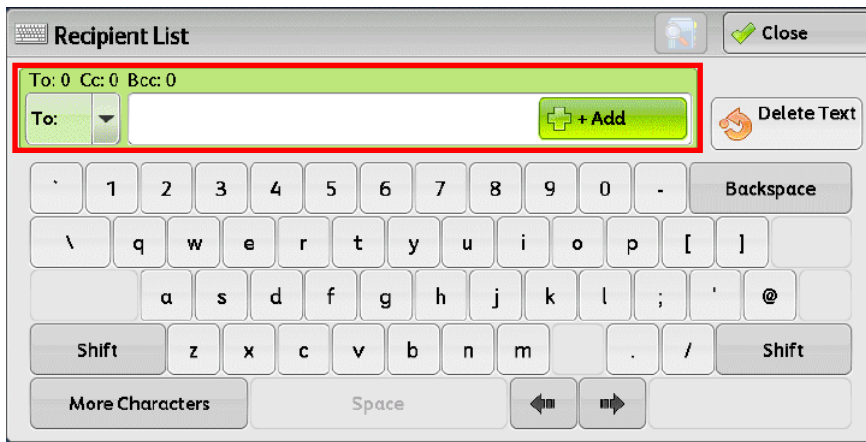 Recipient List
Close
To: 0 Cc: 0 Bcc: 0
To:
+ Add
Delete Text
` 1 2 3 4 5 6 7 8 9 0 - Backspace
\ q w e r t y u i o p [ ]
a s d f g h j k l ; ' @
Shift z x c v b n m . / Shift
More Characters Space